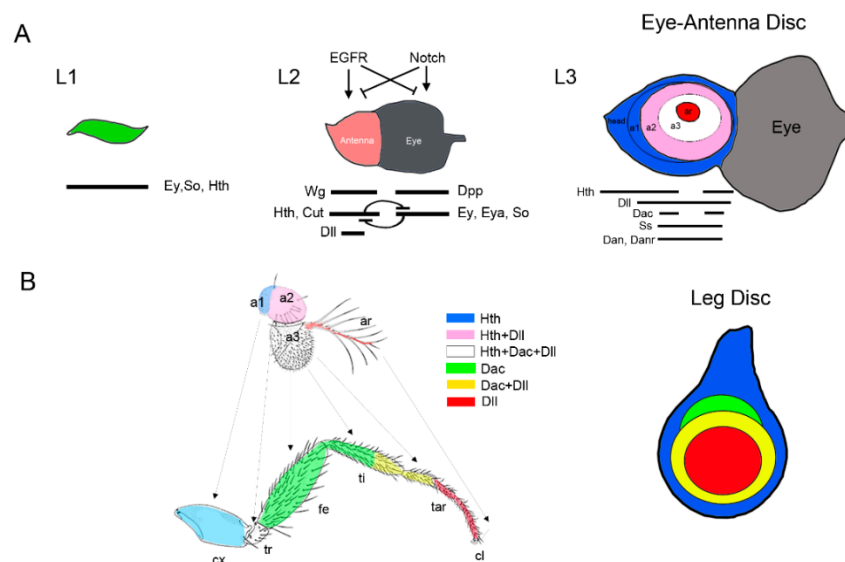 A
Eye-Antenna Disc
L1
L2
L3
EGFR
Notch
Antenna
Eye
head
a1
a2
a3
ar
Eye
Ey,So, Hth
Wg
Dpp
Hth, Cut
Ey, Eya, So
Dll
Hth
Dll
Dac
Ss
Dan, Danr
B
Leg Disc
a1
a2
a3
ar
Hth
Hth+Dll
Hth+Dac+Dll
Dac
Dac+Dll
Dll
cx
tr
fe
ti
tar
cl